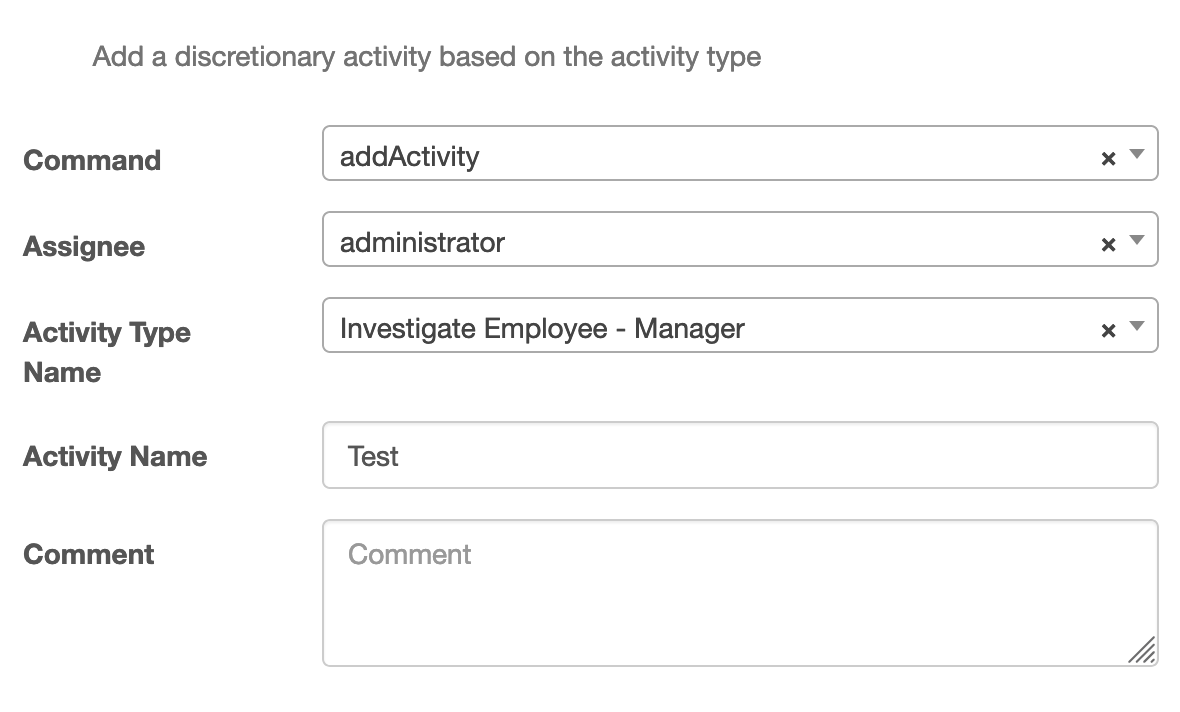 Add a discretionary activity based on the activity type
Command
addActivity
Assignee
administrator
Activity Type
Name
Investigate Employee - Manager
Activity Name
Test
Comment
Comment